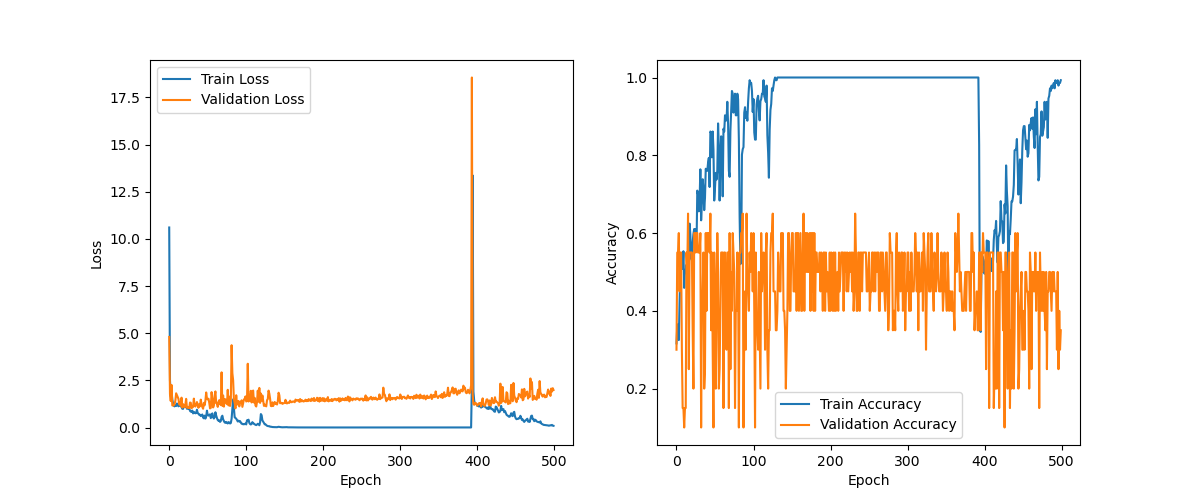 Train Loss
Validation Loss
17.5
15.0
12.5
10.0
7.5
5.0
2.5
0.0
Loss
0 100 200 300 400 500
Epoch
1.0
0.8
0.6
0.4
0.2
Accuracy
Train Accuracy
Validation Accuracy
0 100 200 300 400 500
Epoch